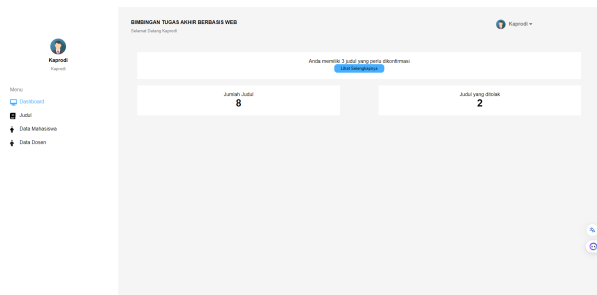 BIMBINGAN TUGAS AKHIR BERBASIS WEB
Selamat Datang Kaprodi
Kaprodi
Kaprodi
Kaprodi
Menu
Dashboard
Judul
Data Mahasiswa
Data Dosen
Anda memiliki 3 judul yang perlu dikonfirmasi
Lihat Selengkapnya
Jumlah Judul
8
Judul yang ditolak
2